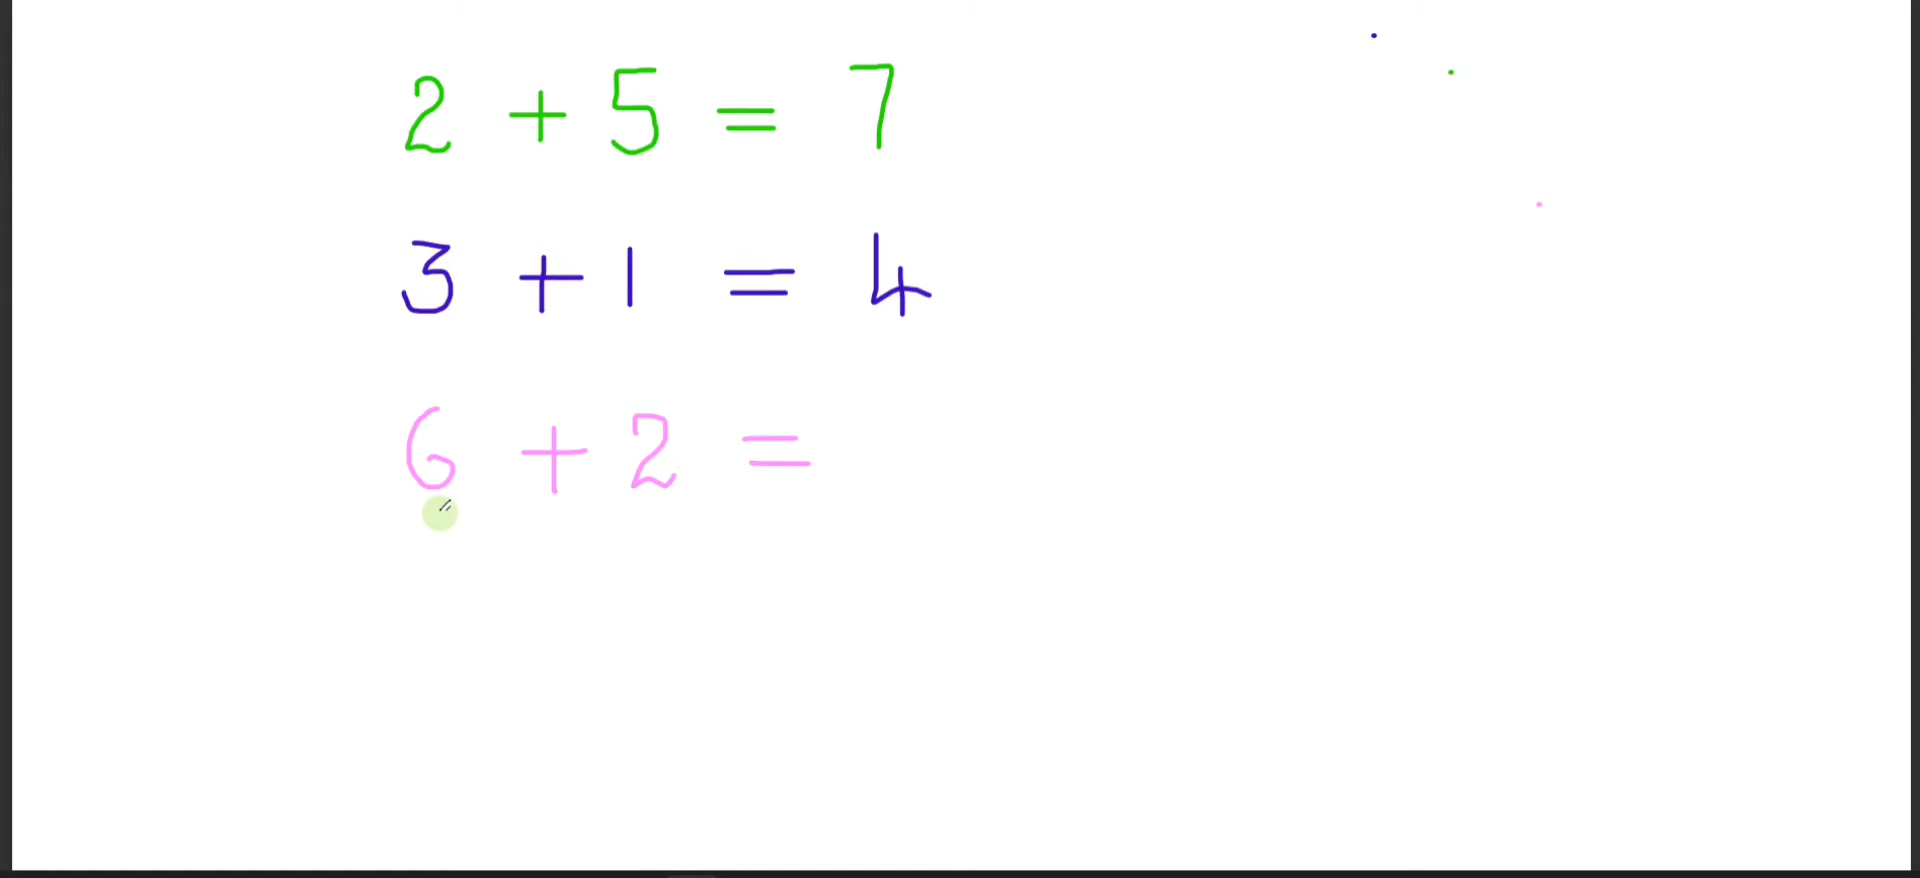 2 + 5 = 7
3 + 1 = 4
6 + 2 =